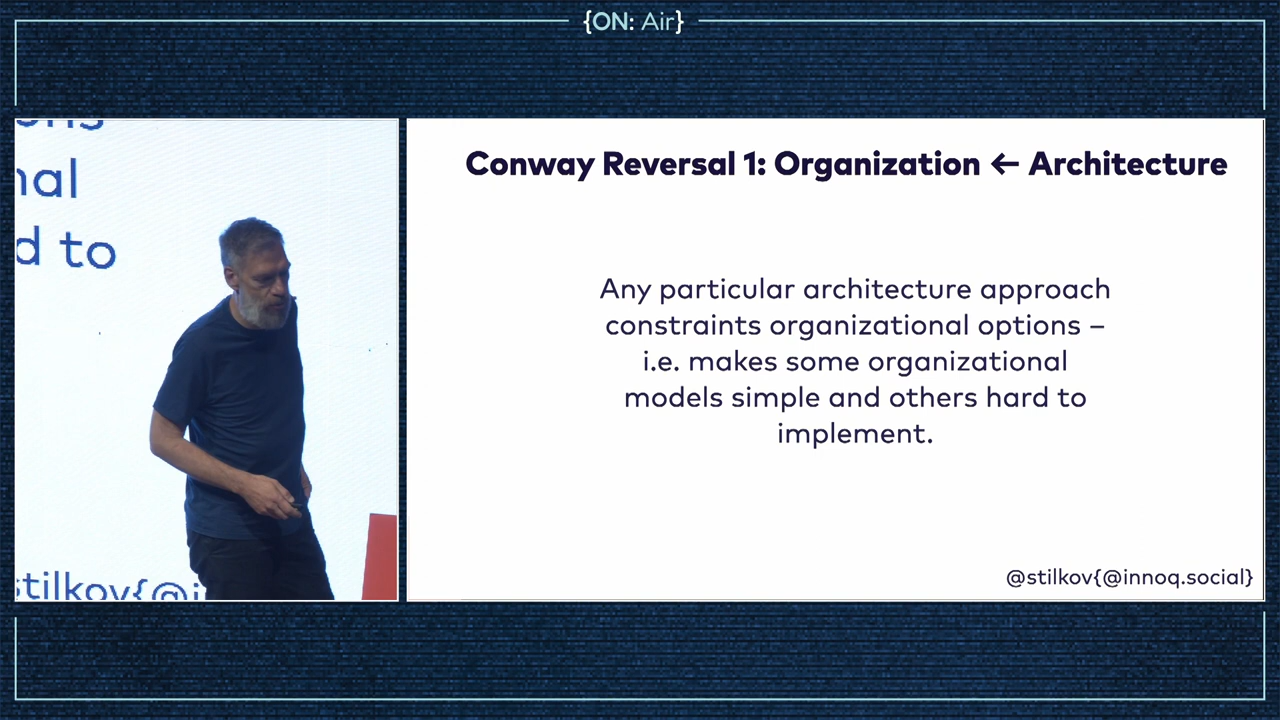 {ON: Air}
nal
d to
Conway Reversal 1: Organization ← Architecture
Any particular architecture approach
constraints organizational options –
i.e. makes some organizational
models simple and others hard to
implement.
@stilkov{@innoq.social}